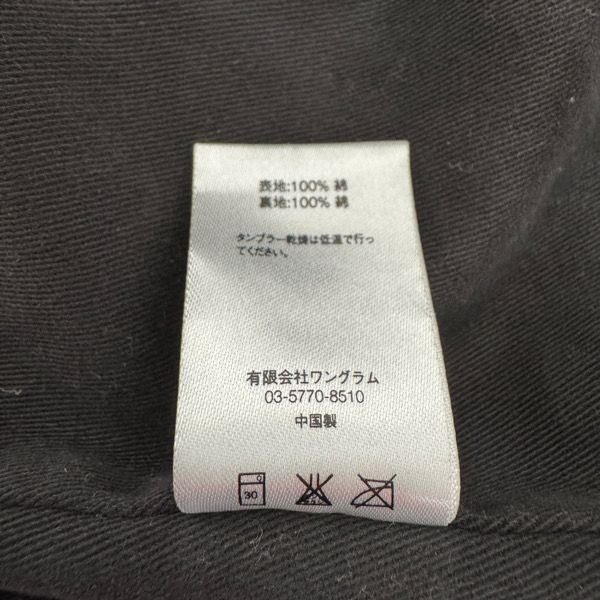 表地:100% 綿
裏地:100% 綿
タンブラー乾燥は低温で行っ
てください。
有限会社ワングラム
03-5770-8510
中国製
30